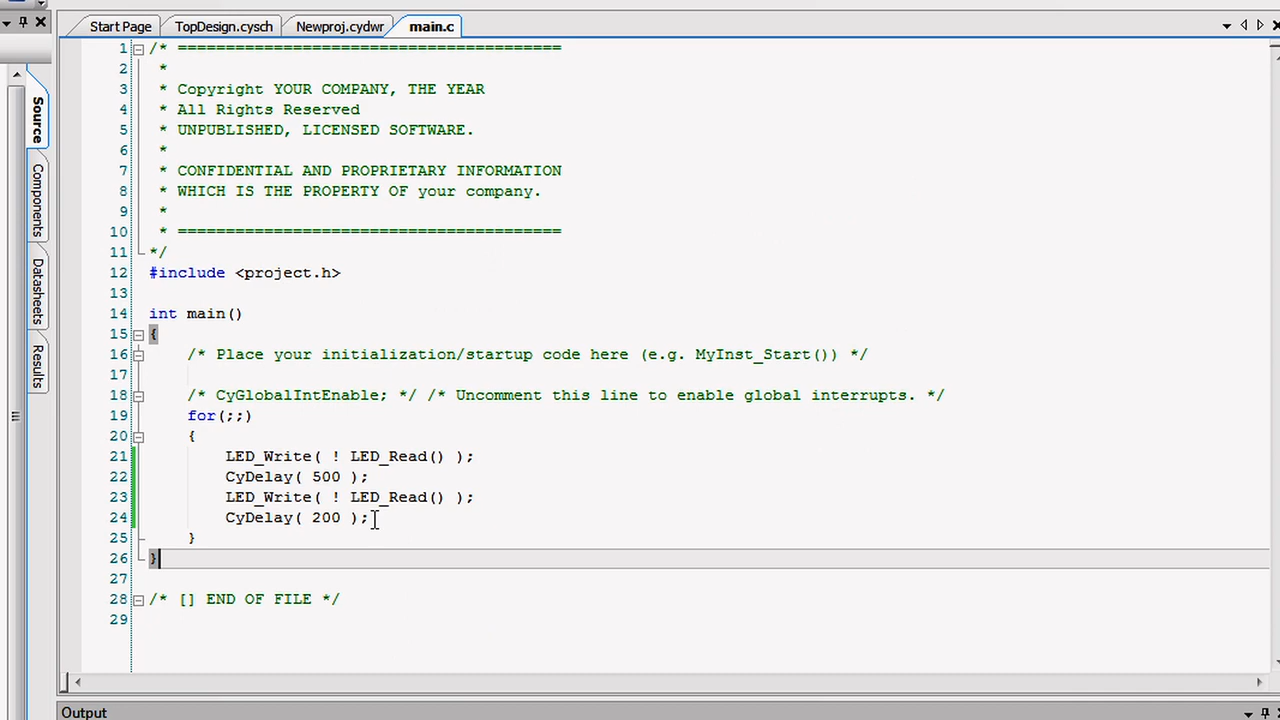 Start Page TopDesign.cysch Newproj.cydwr main.c
Source
Components
Datasheets
Results
1 /* ========================================
2  *
3  * Copyright YOUR COMPANY, THE YEAR
4  * All Rights Reserved
5  * UNPUBLISHED, LICENSED SOFTWARE.
6  *
7  * CONFIDENTIAL AND PROPRIETARY INFORMATION
8  * WHICH IS THE PROPERTY OF your company.
9  *
10  * ========================================
11 */
12 #include <project.h>
13
14 int main()
15 {
16     /* Place your initialization/startup code here (e.g. MyInst_Start()) */
17
18     /* CyGlobalIntEnable; */ /* Uncomment this line to enable global interrupts. */
19     for(;;)
20     {
21         LED_Write( ! LED_Read() );
22         CyDelay( 500 );
23         LED_Write( ! LED_Read() );
24         CyDelay( 200 );
25     }
26 }
27
28 /* [] END OF FILE */
29
Output